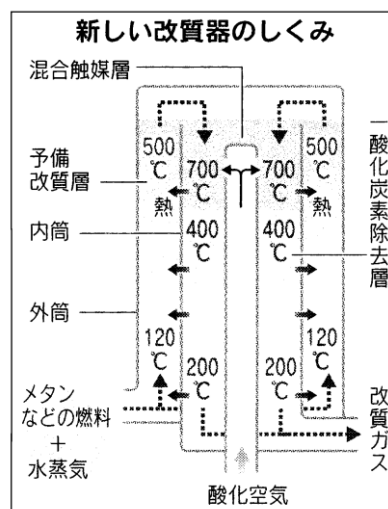 新しい改質器のしくみ
混合触媒層
500
℃
700
℃
700
℃
500
℃
予備
改質層
熱
熱
一酸化炭素除去層
内筒
400
℃
400
℃
外筒
120
℃
120
℃
200
℃
200
℃
メタン
などの燃料
+
水蒸気
改質ガス
酸化空気